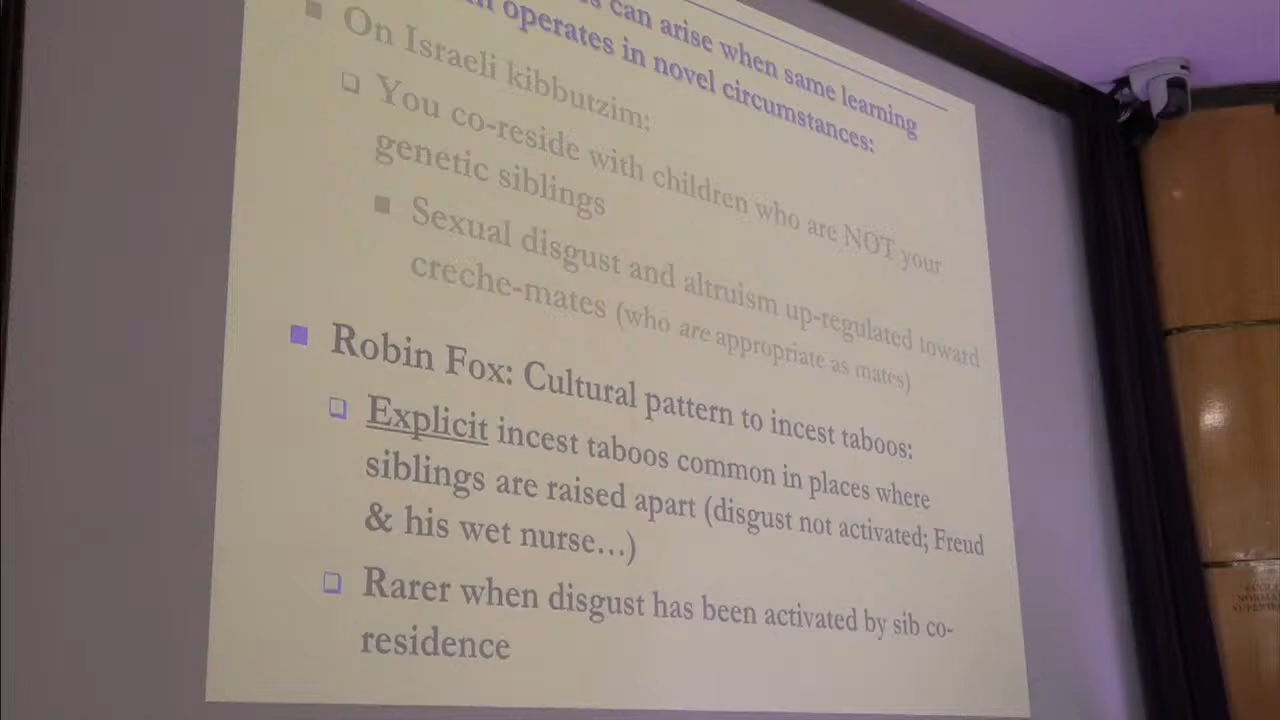 can arise when same learning
operates in novel circumstances:
On Israeli kibbutzim:
You co-reside with children who are NOT your
genetic siblings
Sexual disgust and altruism up-regulated toward
creche-mates (who are appropriate as mates)
Robin Fox: Cultural pattern to incest taboos:
Explicit incest taboos common in places where
siblings are raised apart (disgust not activated; Freud
& his wet nurse…)
Rarer when disgust has been activated by sib co-
residence